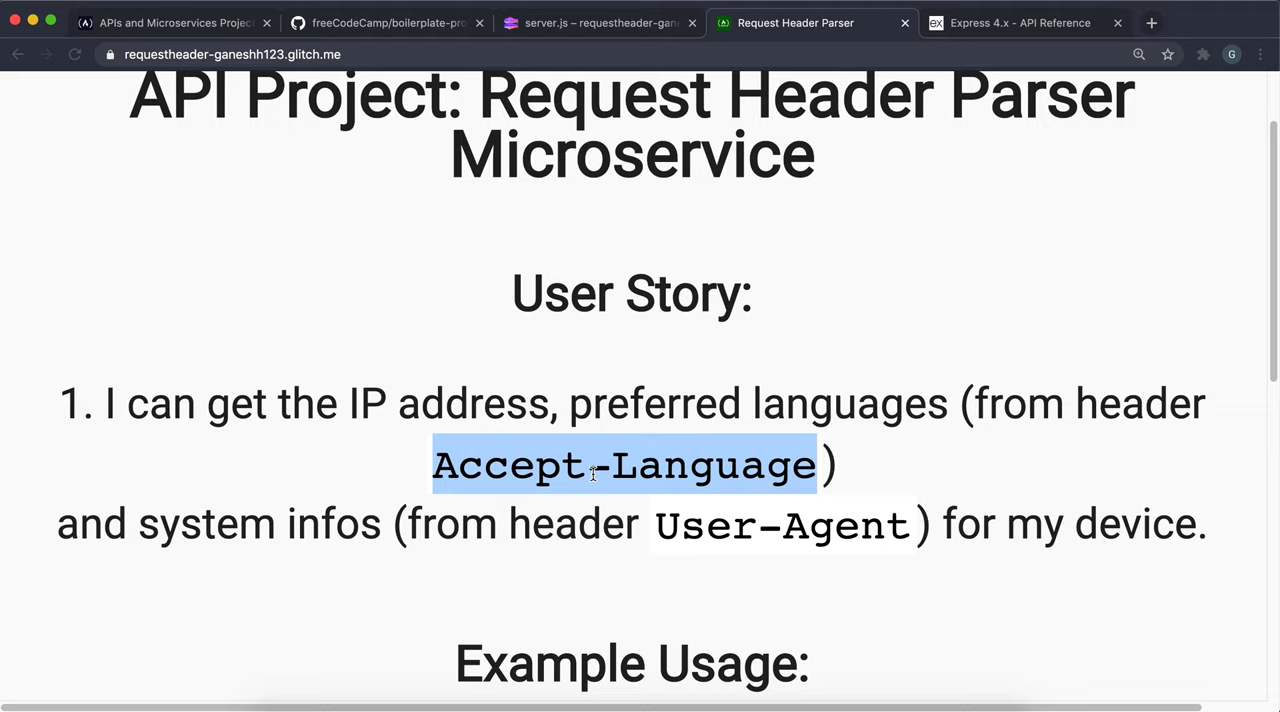 APIs and Microservices Project
freeCodeCamp/boilerplate-pro
server.js – requestheader-gan
Request Header Parser
ex
Express 4.x - API Reference
requestheader-ganeshh123.glitch.me
G
API Project: Request Header Parser
Microservice
User Story:
1. I can get the IP address, preferred languages (from header
Accept-Language)
and system infos (from header User-Agent) for my device.
Example Usage: